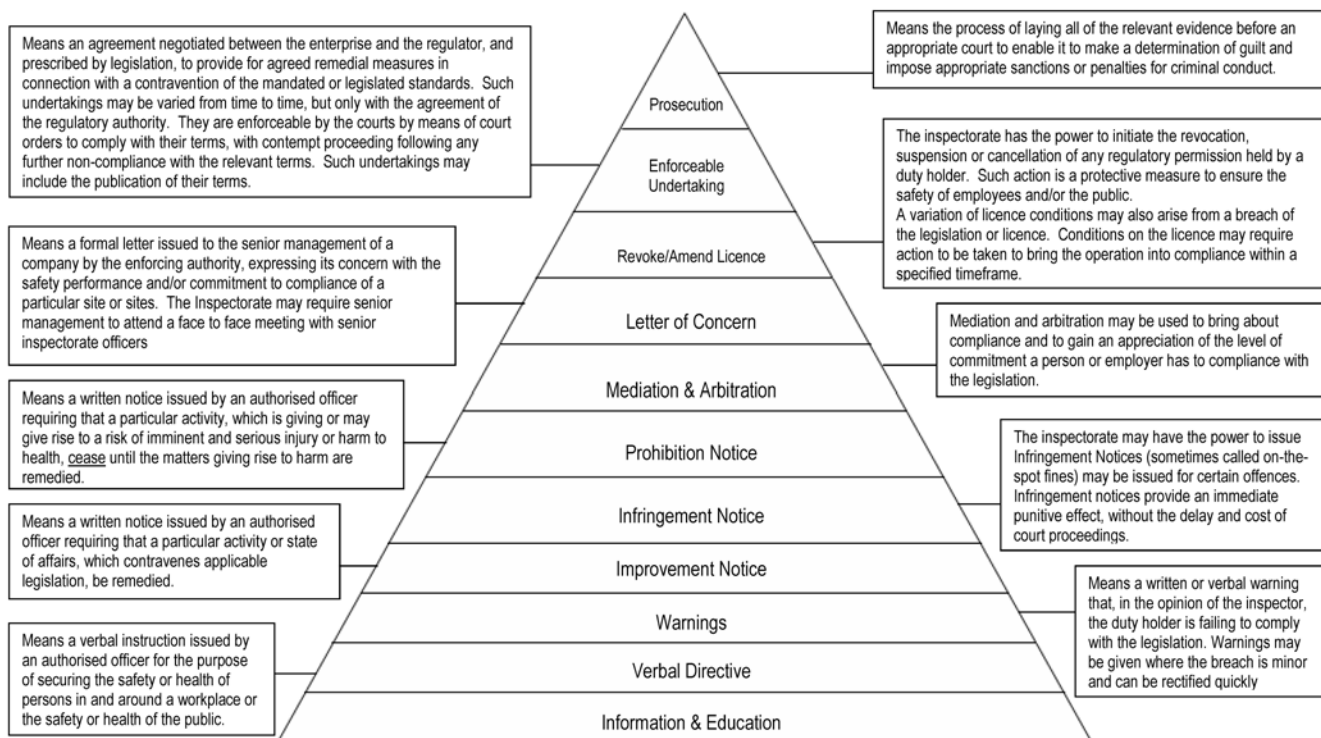 Means an agreement negotiated between the enterprise and the regulator, and
prescribed by legislation, to provide for agreed remedial measures in
connection with a contravention of the mandated or legislated standards.  Such
undertakings may be varied from time to time, but only with the agreement of
the regulatory authority.  They are enforceable by the courts by means of court
orders to comply with their terms, with contempt proceeding following any
further non-compliance with the relevant terms.  Such undertakings may
include the publication of their terms.
Means a formal letter issued to the senior management of a
company by the enforcing authority, expressing its concern with the
safety performance and/or commitment to compliance of a
particular site or sites.  The Inspectorate may require senior
management to attend a face to face meeting with senior
inspectorate officers
Means a written notice issued by an authorised officer
requiring that a particular activity, which is giving or may
give rise to a risk of imminent and serious injury or harm to
health, cease until the matters giving rise to harm are
remedied.
Means a written notice issued by an authorised
officer requiring that a particular activity or state
of affairs, which contravenes applicable
legislation, be remedied.
Means a verbal instruction issued by
an authorised officer for the purpose
of securing the safety or health of
persons in and around a workplace or
the safety or health of the public.
Prosecution
Enforceable
Undertaking
Revoke/Amend Licence
Letter of Concern
Mediation & Arbitration
Prohibition Notice
Infringement Notice
Improvement Notice
Warnings
Verbal Directive
Information & Education
Means the process of laying all of the relevant evidence before an
appropriate court to enable it to make a determination of guilt and
impose appropriate sanctions or penalties for criminal conduct.
The inspectorate has the power to initiate the revocation,
suspension or cancellation of any regulatory permission held by a
duty holder.  Such action is a protective measure to ensure the
safety of employees and/or the public.
A variation of licence conditions may also arise from a breach of
the legislation or licence.  Conditions on the licence may require
action to be taken to bring the operation into compliance within a
specified timeframe.
Mediation and arbitration may be used to bring about
compliance and to gain an appreciation of the level of
commitment a person or employer has to compliance with
the legislation.
The inspectorate may have the power to issue
Infringement Notices (sometimes called on-the-
spot fines) may be issued for certain offences.
Infringement notices provide an immediate
punitive effect, without the delay and cost of
court proceedings.
Means a written or verbal warning
that, in the opinion of the inspector,
the duty holder is failing to comply
with the legislation. Warnings may
be given where the breach is minor
and can be rectified quickly